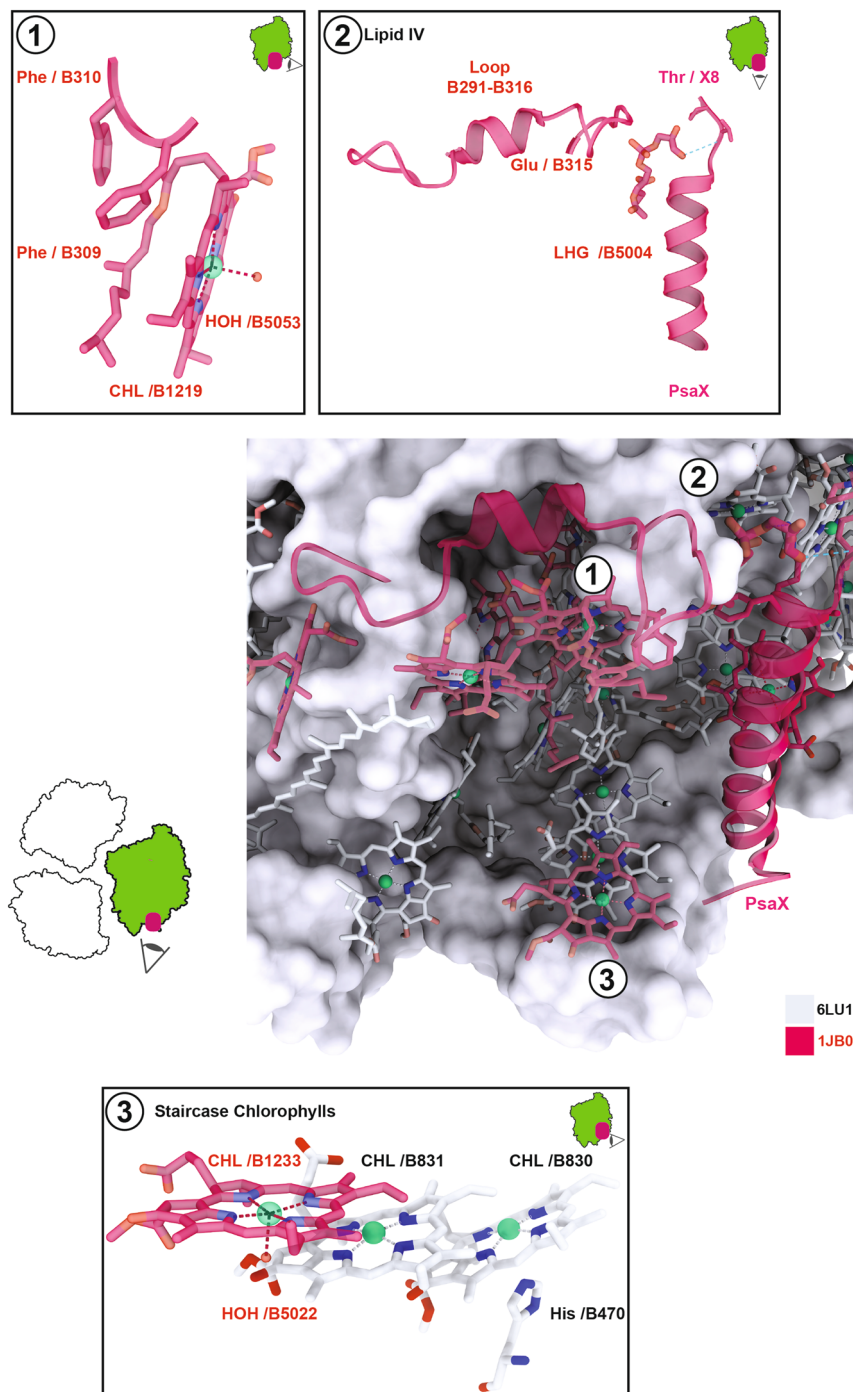 1
Phe / B310
Phe / B309
HOH /B5053
CHL /B1219
2 Lipid IV
Loop
B291-B316
Thr / X8
Glu / B315
LHG /B5004
PsaX
2
1
PsaX
3
6LU1
1JB0
3 Staircase Chlorophylls
CHL /B1233 CHL /B831 CHL /B830
HOH /B5022 His /B470